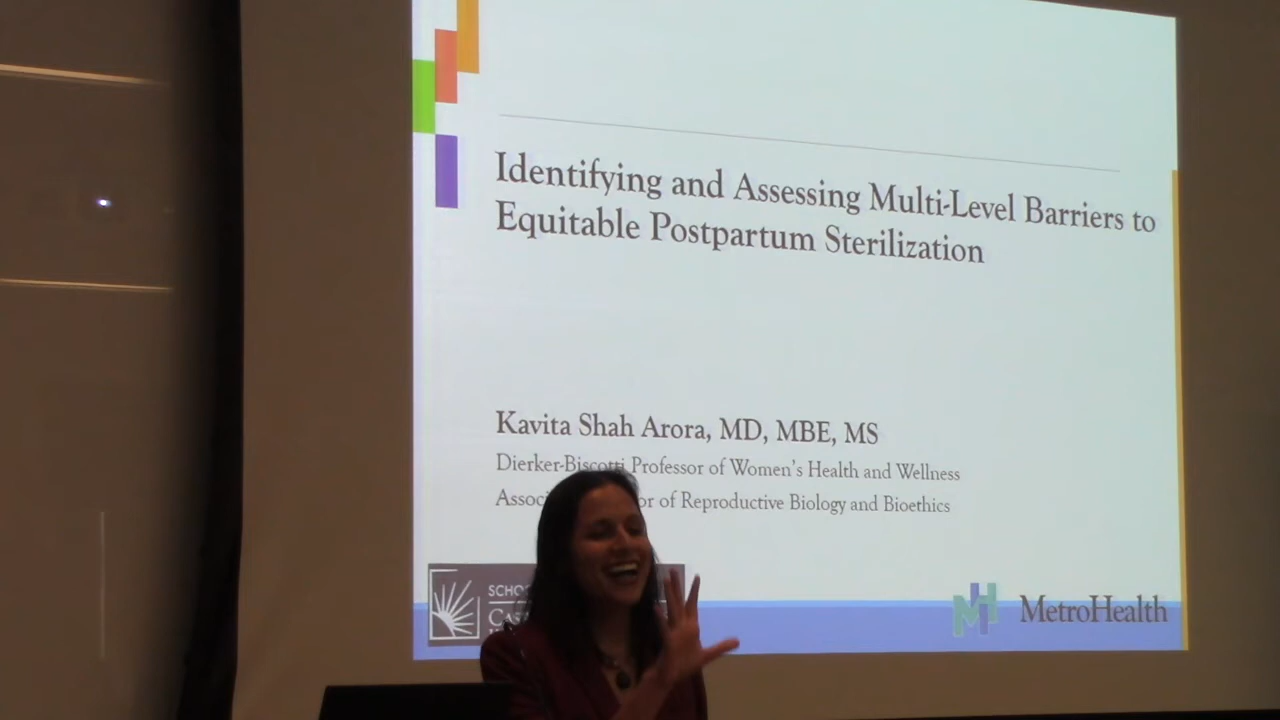 Identifying and Assessing Multi-Level Barriers to
Equitable Postpartum Sterilization
Kavita Shah Arora, MD, MBE, MS
Dierker-Biscotti Professor of Women's Health and Wellness
of Reproductive Biology and Bioethics
MetroHealth